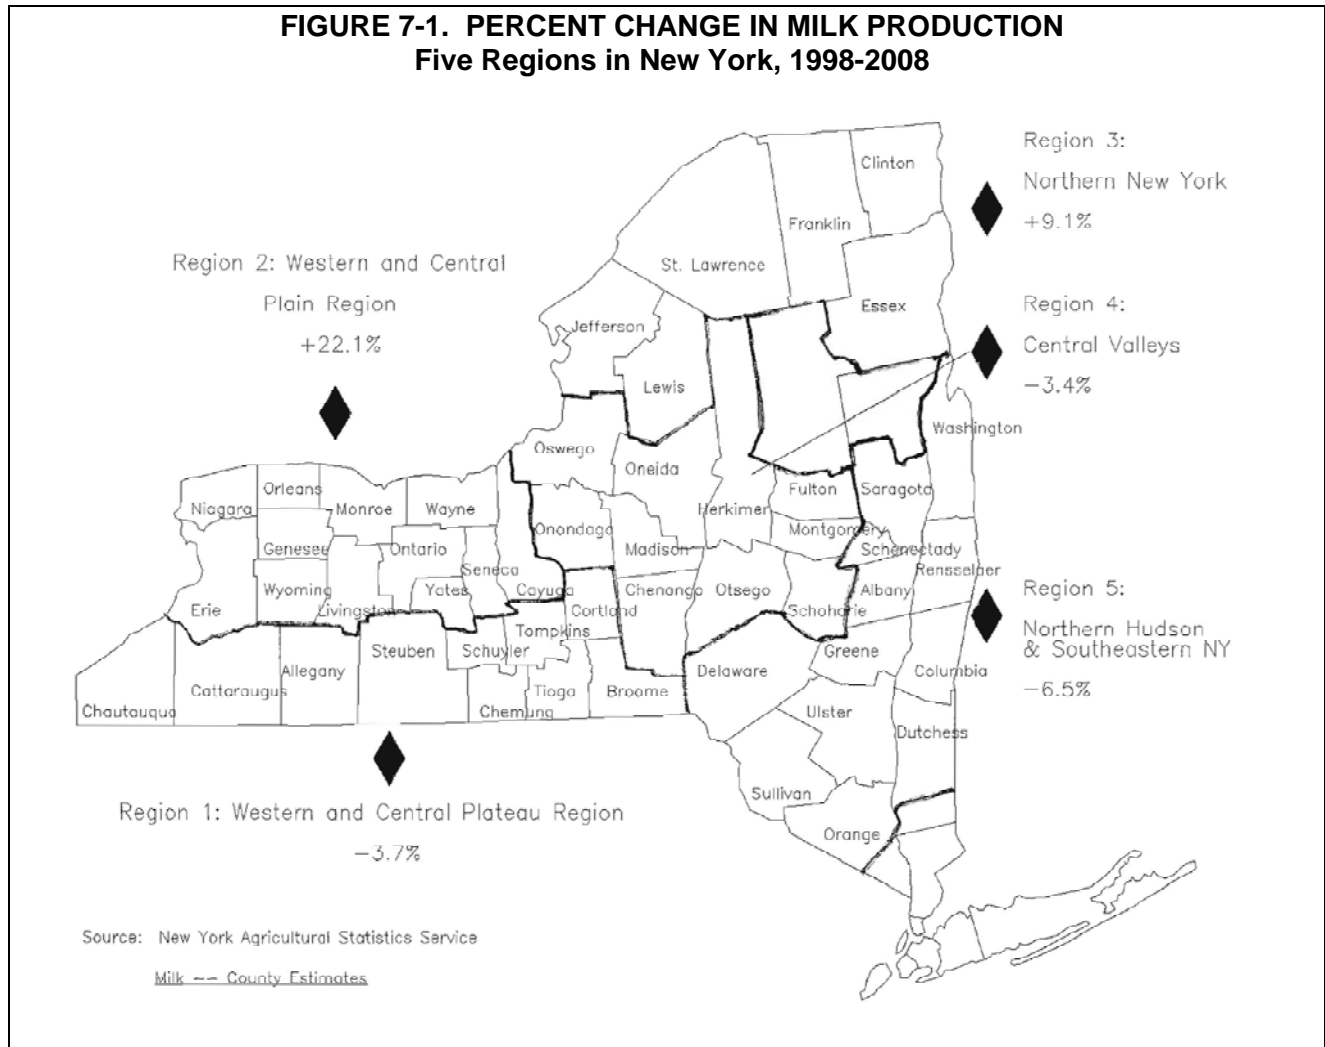 FIGURE 7-1. PERCENT CHANGE IN MILK PRODUCTION
Five Regions in New York, 1998-2008
Region 3:
Northern New York
+9.1%
Region 2: Western and Central
Plain Region
+22.1%
Region 4:
Central Valleys
-3.4%
Clinton
Franklin
St. Lawrence
Essex
Jefferson
Lewis
Washington
Oswego
Oneida
Orleans
Niagara
Monroe
Wayne
Fulton
Saratoga
Herkimer
Onondaga
Montgomery
Genesee
Ontario
Madison
Schenectady
Seneca
Rensselaer
Wyoming
Yates
Cayuga
Chenango
Otsego
Albany
Erie
Livingston
Cortland
Schoharie
Tompkins
Steuben
Schuyler
Greene
Allegany
Delaware
Columbia
Cattaraugus
Tioga
Broome
Chautauqua
Chemung
Ulster
Dutchess
Sullivan
Orange
Region 5:
Northern Hudson
& Southeastern NY
-6.5%
Region 1: Western and Central Plateau Region
-3.7%
Source: New York Agricultural Statistics Service
Milk -- County Estimates